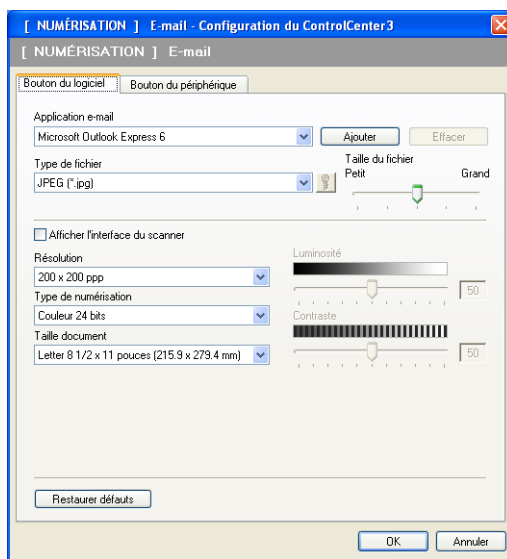 [ NUMÉRISATION ] E-mail - Configuration du ControlCenter3
[ NUMÉRISATION ] E-mail
Bouton du logiciel
Bouton du périphérique
Application e-mail
Microsoft Outlook Express 6
Ajouter
Effacer
Type de fichier
JPEG (*.jpg)
Taille du fichier
Petit
Grand
Afficher l'interface du scanner
Résolution
200 x 200 ppp
Type de numérisation
Couleur 24 bits
Taille document
Letter 8 1/2 x 11 pouces (215.9 x 279.4 mm)
Luminosité
50
Contraste
50
Restaurer défauts
OK
Annuler